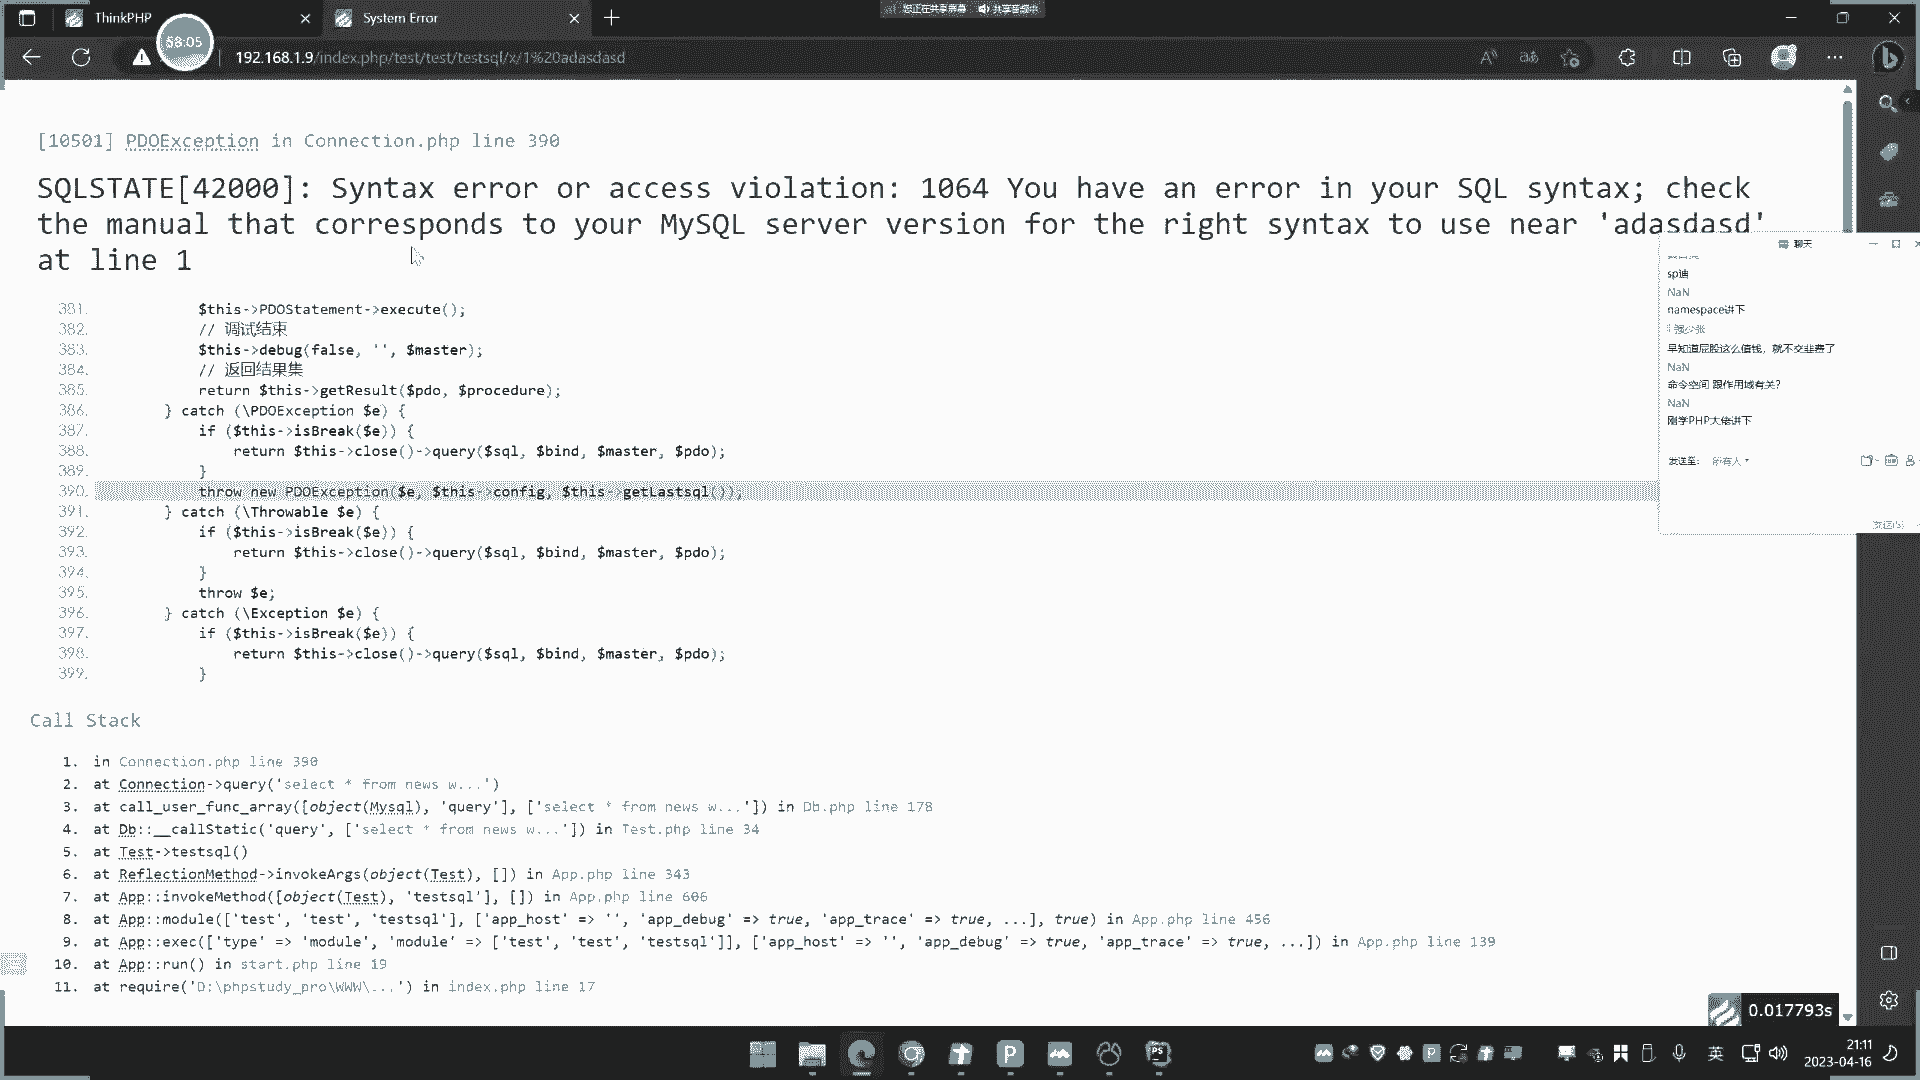 ThinkPHP
System Error
您正在共享屏幕
共享音频中
58:05
192.168.1.9/index.php/test/test/testsql/x/1%20adasdasd
[10501] PDOException in Connection.php line 390
SQLSTATE[42000]: Syntax error or access violation: 1064 You have an error in your SQL syntax; check
the manual that corresponds to your MySQL server version for the right syntax to use near 'adasdasd'
at line 1
381. $this->PDOStatement->execute();
382. // 调试结束
383. $this->debug(false, '', $master);
384. // 返回结果集
385. return $this->getResult($pdo, $procedure);
386. } catch (\PDOException $e) {
387. if ($this->isBreak($e)) {
388. return $this->close()->query($sql, $bind, $master, $pdo);
389. }
390. throw new PDOException($e, $this->config, $this->getLastsql());
391. } catch (\Throwable $e) {
392. if ($this->isBreak($e)) {
393. return $this->close()->query($sql, $bind, $master, $pdo);
394. }
395. throw $e;
396. } catch (\Exception $e) {
397. if ($this->isBreak($e)) {
398. return $this->close()->query($sql, $bind, $master, $pdo);
399. }
Call Stack
1. in Connection.php line 390
2. at Connection->query('select * from news w...')
3. at call_user_func_array([object(Mysql), 'query'], ['select * from news w...']) in Db.php line 178
4. at Db::__callStatic('query', ['select * from news w...']) in Test.php line 34
5. at Test->testsql()
6. at ReflectionMethod->invokeArgs(object(Test), []) in App.php line 343
7. at App::invokeMethod([object(Test), 'testsql'], []) in App.php line 606
8. at App::module(['test', 'test', 'testsql'], ['app_host' => '', 'app_debug' => true, 'app_trace' => true, ...], true) in App.php line 456
9. at App::exec(['type' => 'module', 'module' => ['test', 'test', 'testsql']], ['app_host' => '', 'app_debug' => true, 'app_trace' => true, ...]) in App.php line 139
10. at App::run() in start.php line 19
11. at require('D:\phpstudy_pro\WWW\...') in index.php line 17
聊天
sp迪
NaN
namespace讲下
强少张
早知道屁股这么值钱，就不交韭费了
NaN
命令空间 跟作用域有关?
NaN
刚学PHP大佬讲下
发送至: 所有人
发送(S)
0.017793s
英
21:11
2023-04-16